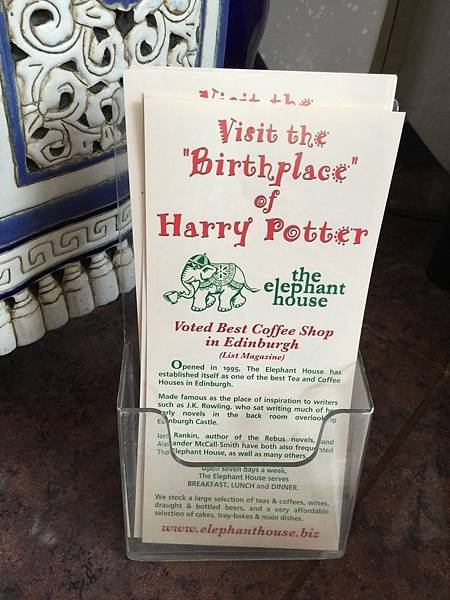 Visit the
Visit the
"Birthplace"
of
Harry Potter
the
elephant
house
Voted Best Coffee Shop
in Edinburgh
(List Magazine)
Opened in 1995, The Elephant House has
established itself as one of the best Tea and Coffee
Houses in Edinburgh.
Made famous as the place of inspiration to writers
such as J.K. Rowling, who sat writing much of her
early novels in the back room overlooking
Edinburgh Castle.
Ian Rankin, author of the Rebus novels, and
Alexander McCall-Smith have both also frequented
The Elephant House, as well as many others.
Open seven days a week,
The Elephant House serves
BREAKFAST, LUNCH and DINNER.
We stock a large selection of teas & coffees, wines,
draught & bottled beers, and a very affordable
selection of cakes, tray-bakes & main dishes.
www.elephanthouse.biz